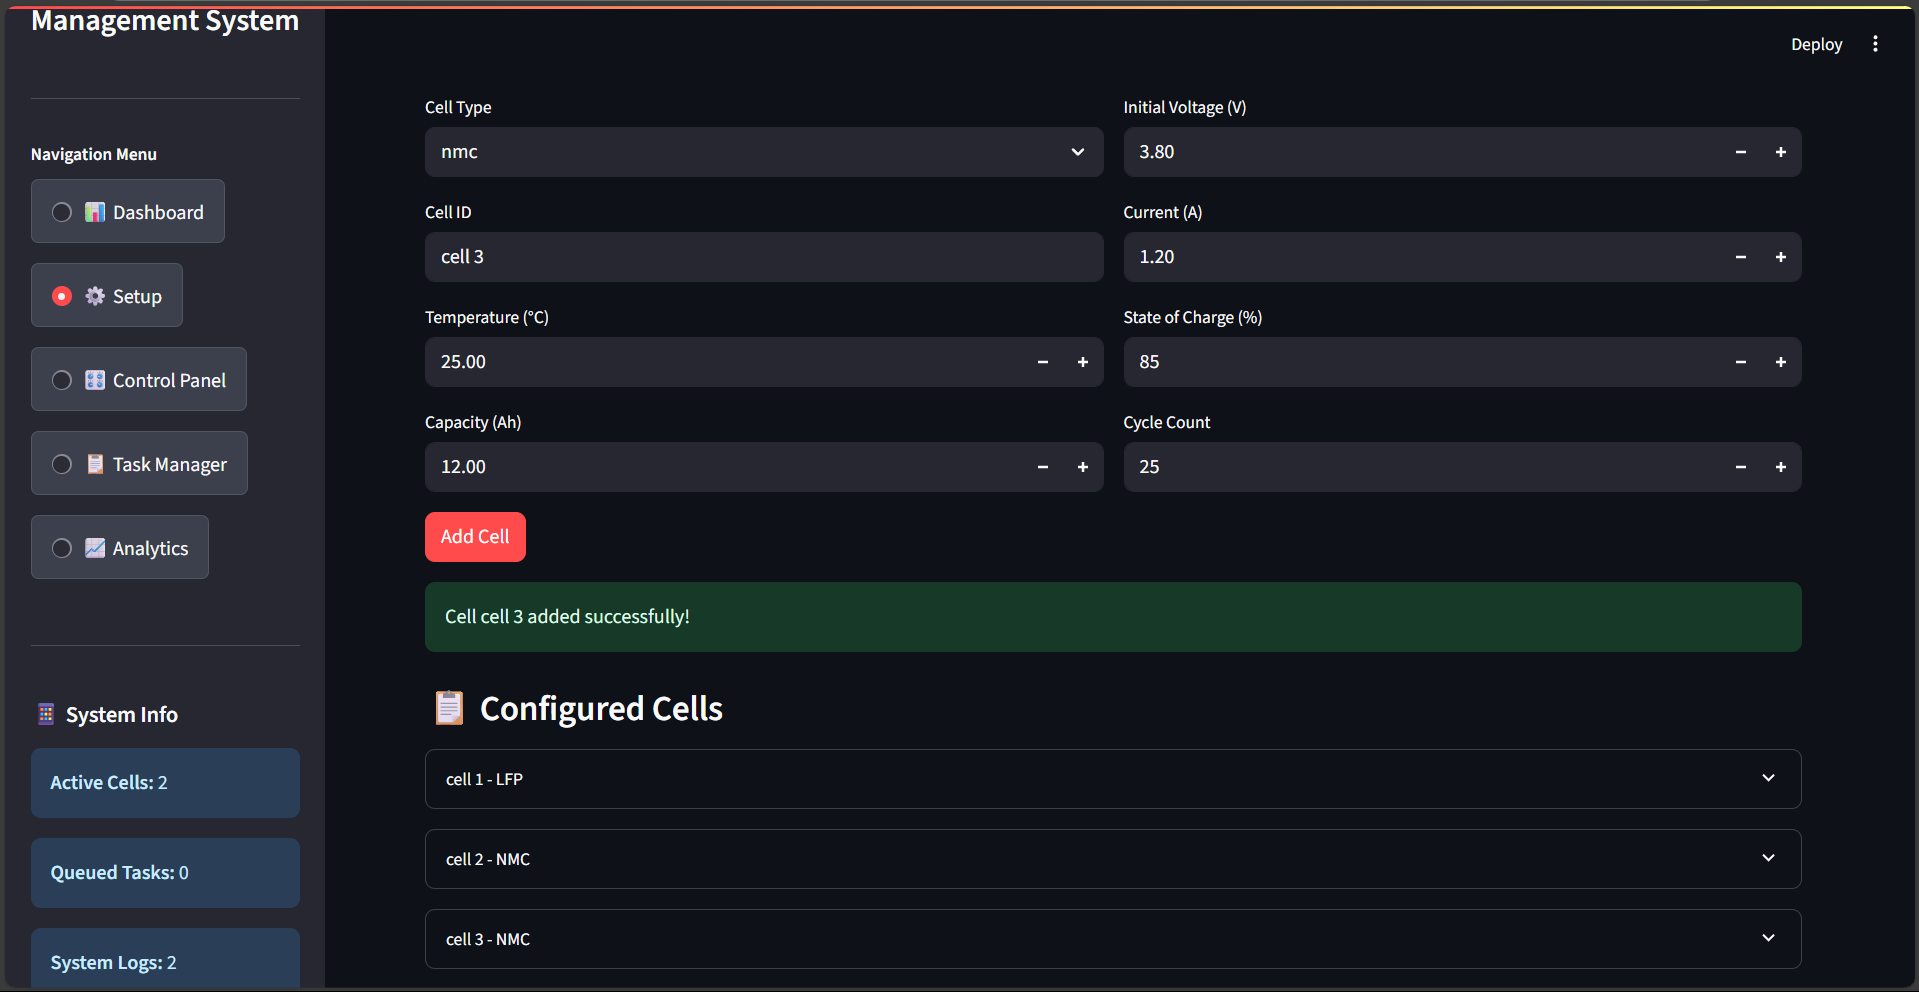 Management System
Navigation Menu
Dashboard
Setup
Control Panel
Task Manager
Analytics
System Info
Active Cells: 2
Queued Tasks: 0
System Logs: 2
Deploy
Cell Type
nmc
Initial Voltage (V)
3.80
Cell ID
cell 3
Current (A)
1.20
Temperature (°C)
25.00
State of Charge (%)
85
Capacity (Ah)
12.00
Cycle Count
25
Add Cell
Cell cell 3 added successfully!
Configured Cells
cell 1 - LFP
cell 2 - NMC
cell 3 - NMC